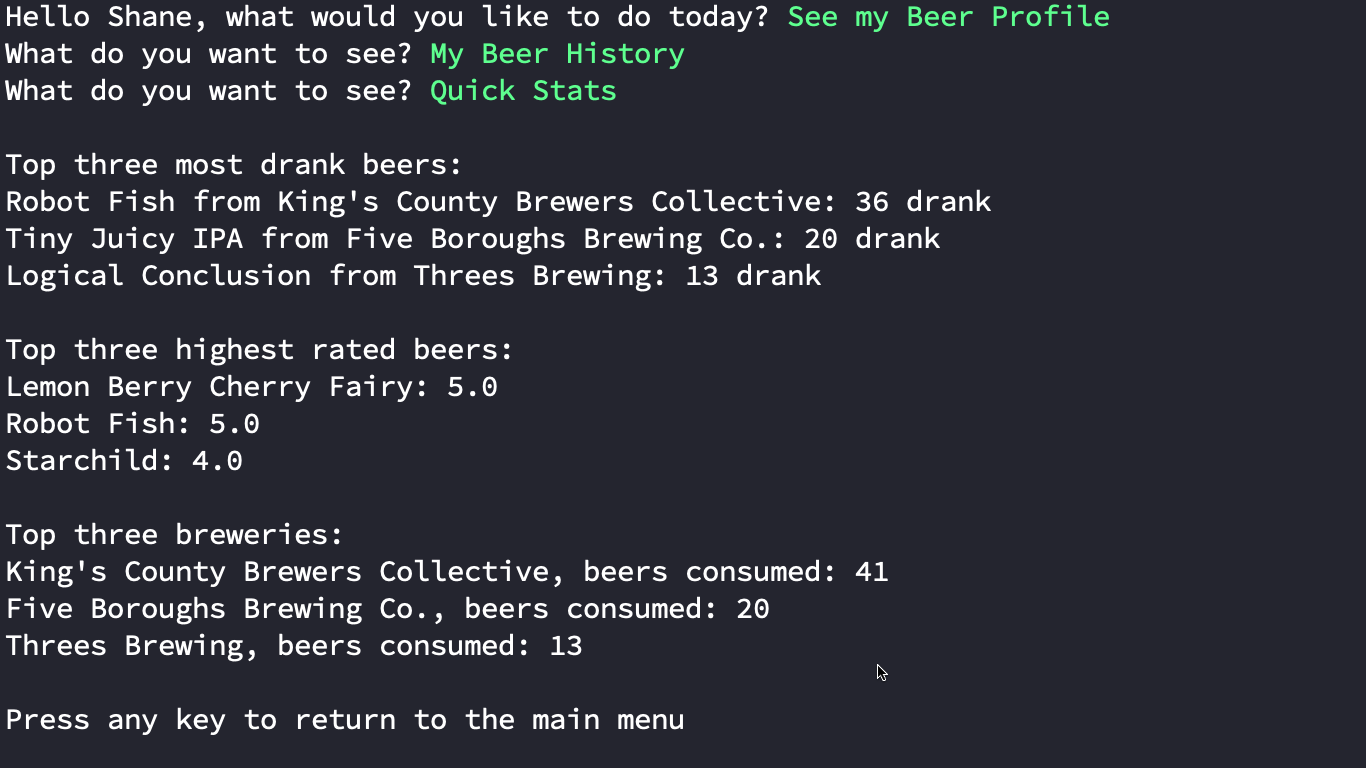 Hello Shane, what would you like to do today? See my Beer Profile
What do you want to see? My Beer History
What do you want to see? Quick Stats
Top three most drank beers:
Robot Fish from King's County Brewers Collective: 36 drank
Tiny Juicy IPA from Five Boroughs Brewing Co.: 20 drank
Logical Conclusion from Threes Brewing: 13 drank
Top three highest rated beers:
Lemon Berry Cherry Fairy: 5.0
Robot Fish: 5.0
Starchild: 4.0
Top three breweries:
King's County Brewers Collective, beers consumed: 41
Five Boroughs Brewing Co., beers consumed: 20
Threes Brewing, beers consumed: 13
Press any key to return to the main menu